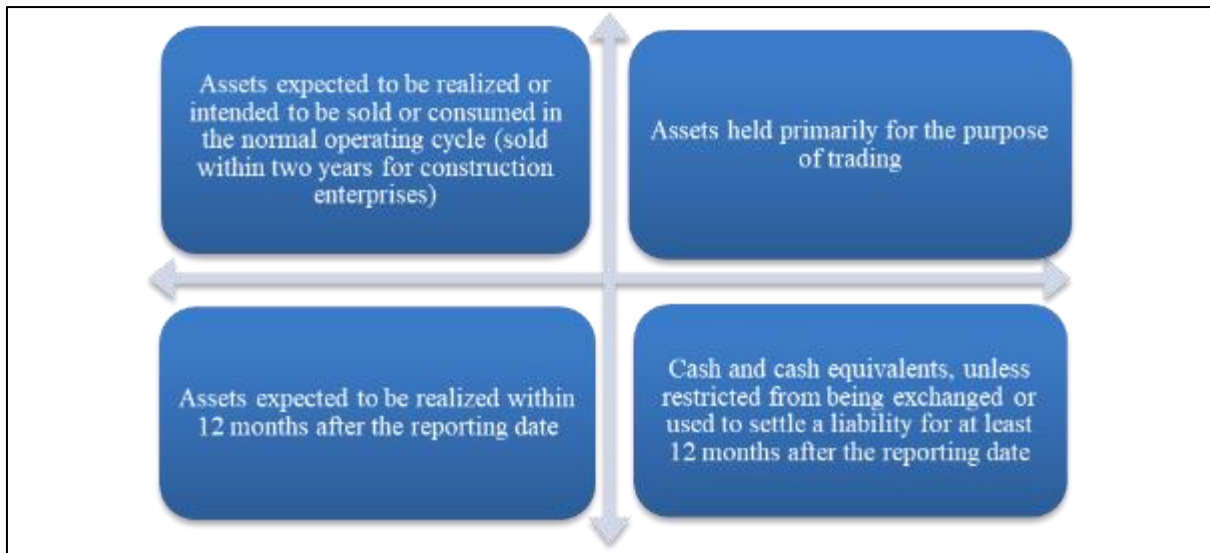 Assets expected to be realized or
intended to be sold or consumed in
the normal operating cycle (sold
within two years for construction
enterprises)
Assets held primarily for the purpose
of trading
Assets expected to be realized within
12 months after the reporting date
Cash and cash equivalents, unless
restricted from being exchanged or
used to settle a liability for at least
12 months after the reporting date